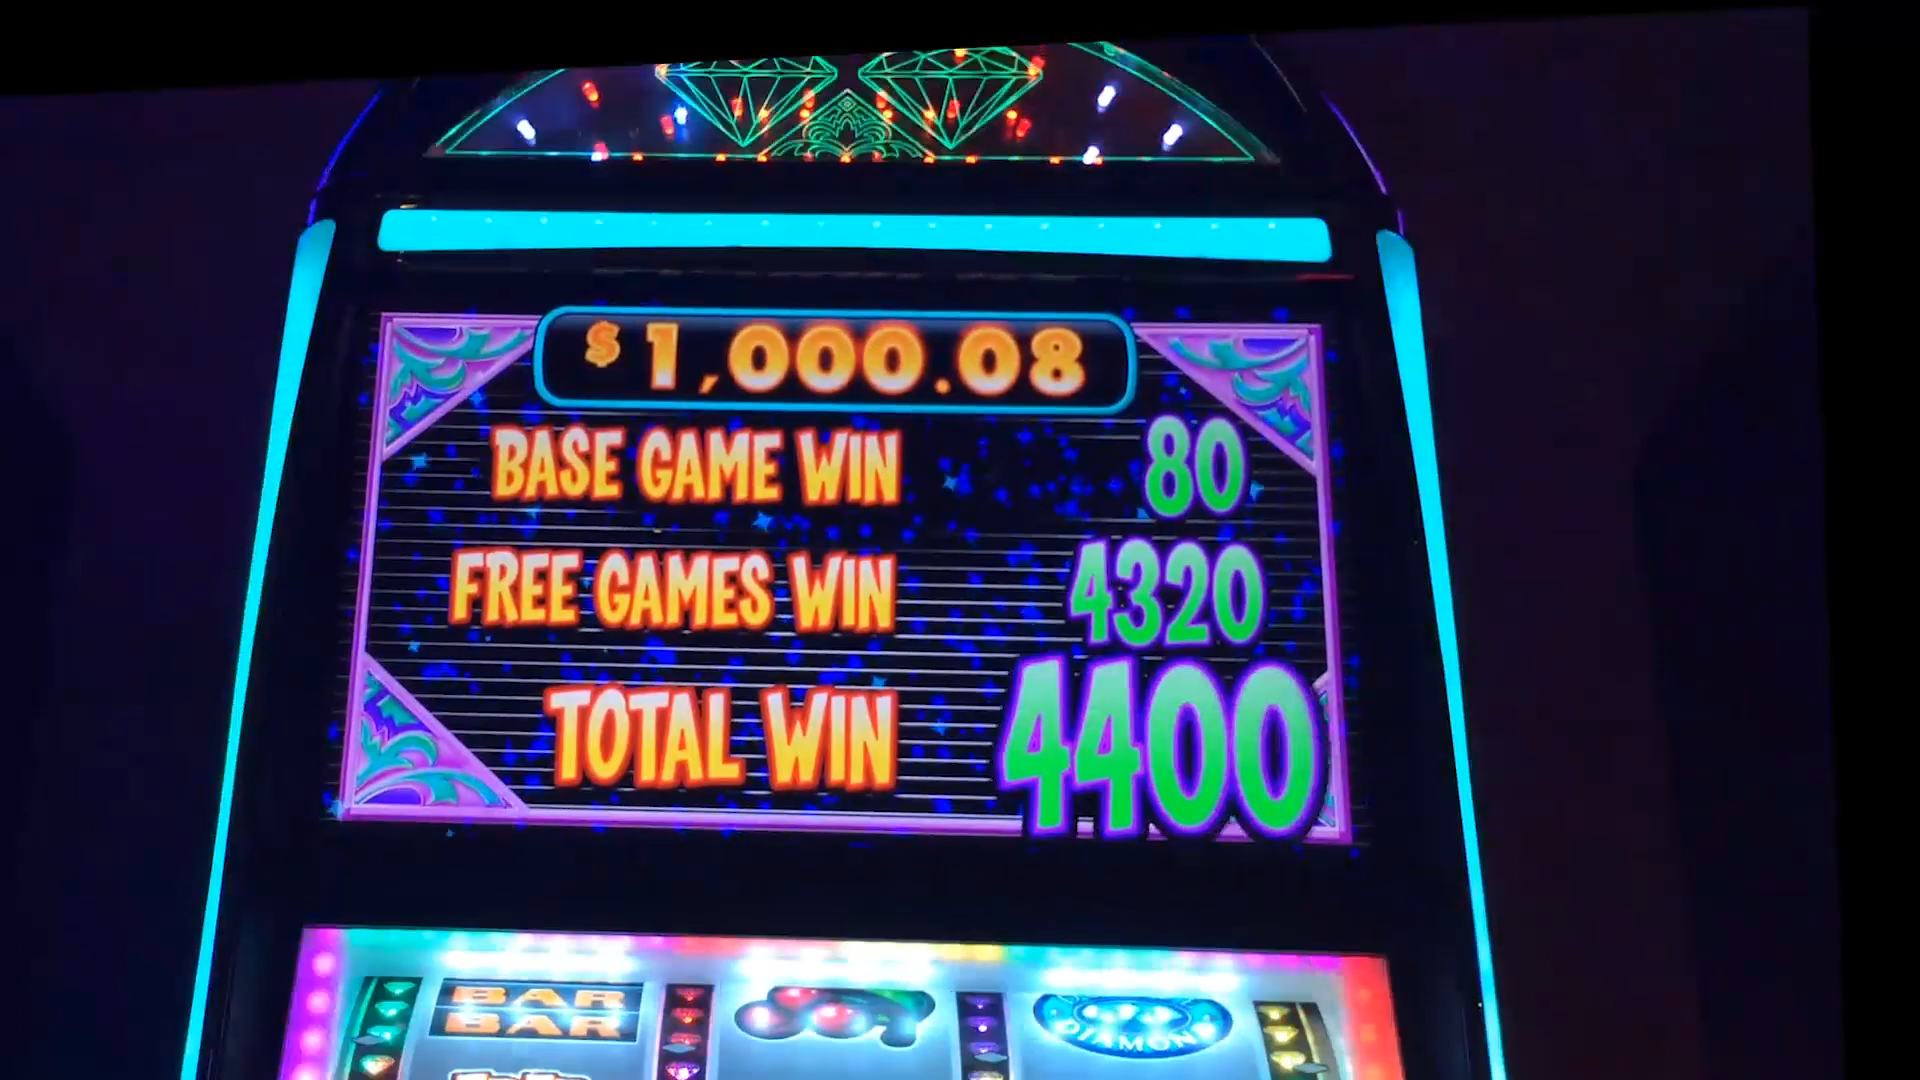 $1,000.08
BASE GAME WIN 80
FREE GAMES WIN 4320
TOTAL WIN 4400
BAR
BAR
DIAMOND